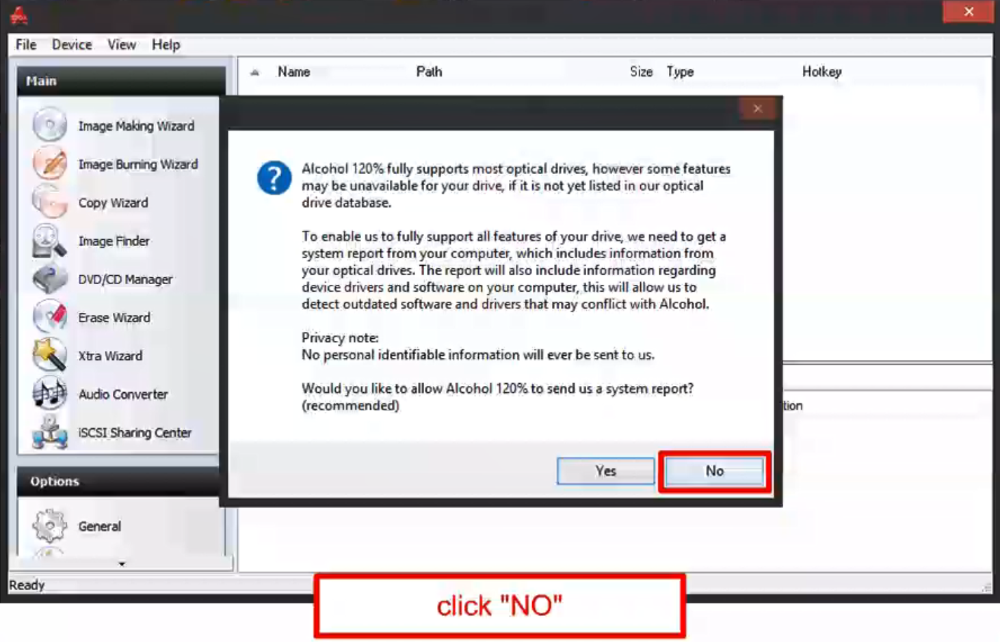 File Device View Help
Main
Name Path Size Type Hotkey
Image Making Wizard
Image Burning Wizard
Copy Wizard
Image Finder
DVD/CD Manager
Erase Wizard
Xtra Wizard
Audio Converter
iSCSI Sharing Center
Options
General
Alcohol 120% fully supports most optical drives, however some features
may be unavailable for your drive, if it is not yet listed in our optical
drive database.
To enable us to fully support all features of your drive, we need to get a
system report from your computer, which includes information from
your optical drives. The report will also include information regarding
device drivers and software on your computer, this will allow us to
detect outdated software and drivers that may conflict with Alcohol.
Privacy note:
No personal identifiable information will ever be sent to us.
Would you like to allow Alcohol 120% to send us a system report?
(recommended)
Yes No
tion
Ready
click "NO"